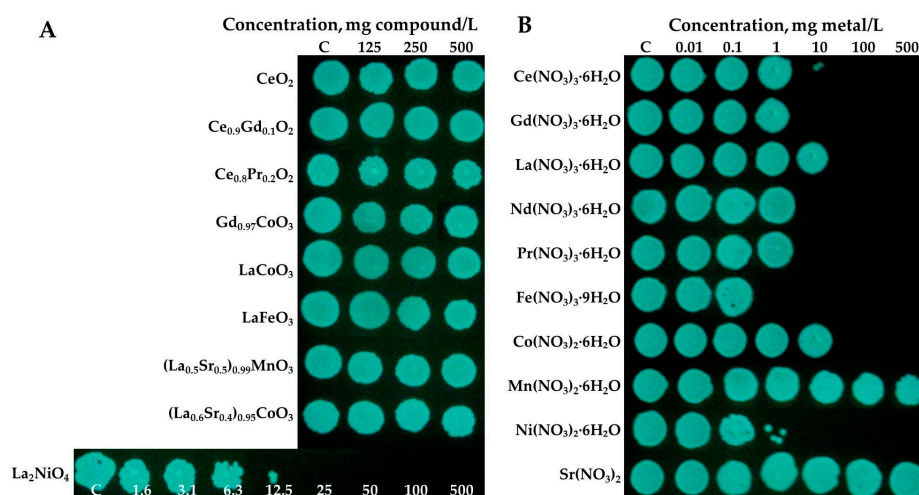 A
Concentration, mg compound/L
C 125 250 500
CeO₂
Ce₀.₉Gd₀.₁O₂
Ce₀.₈Pr₀.₂O₂
Gd₀.₉₇CoO₃
LaCoO₃
LaFeO₃
(La₀.₅Sr₀.₅)₀.₉₉MnO₃
(La₀.₆Sr₀.₄)₀.₉₅CoO₃
La₂NiO₄
C 1.6 3.1 6.3 12.5 25 50 100 500
B
Concentration, mg metal/L
C 0.01 0.1 1 10 100 500
Ce(NO₃)₃·6H₂O
Gd(NO₃)₃·6H₂O
La(NO₃)₃·6H₂O
Nd(NO₃)₃·6H₂O
Pr(NO₃)₃·6H₂O
Fe(NO₃)₃·9H₂O
Co(NO₃)₂·6H₂O
Mn(NO₃)₂·6H₂O
Ni(NO₃)₂·6H₂O
Sr(NO₃)₂